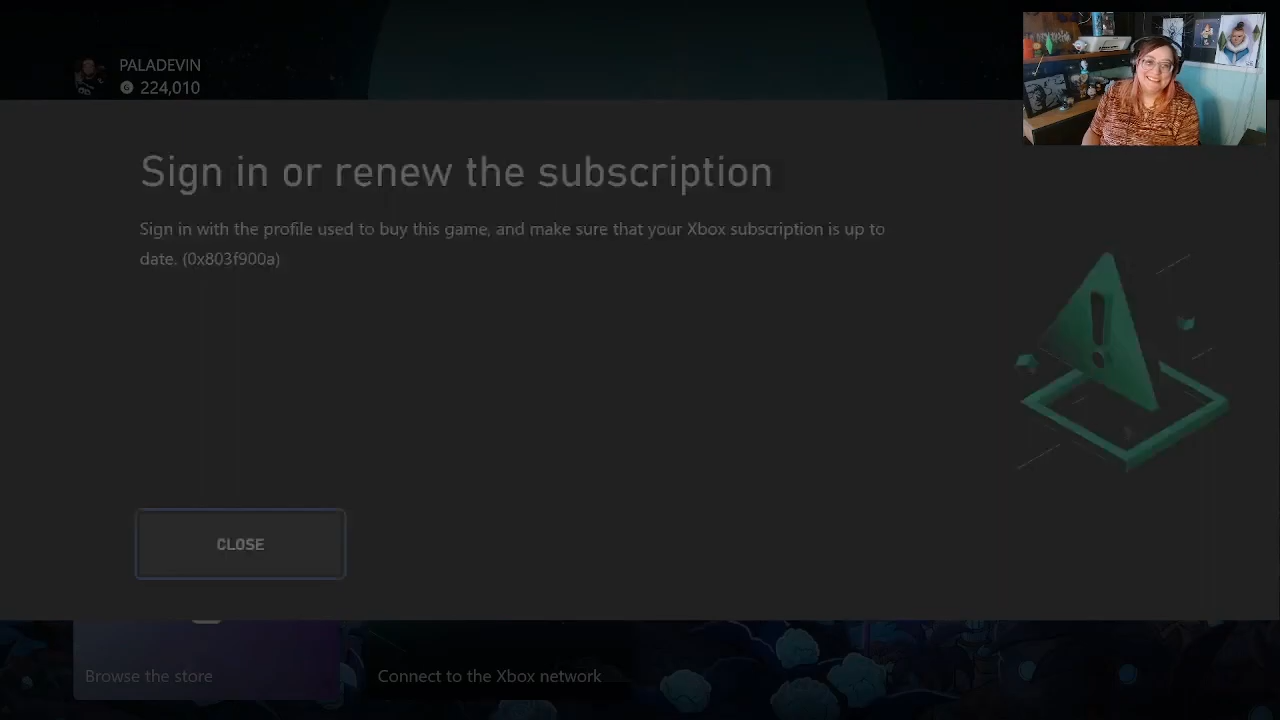 PALADEVIN
G 224,010
Sign in or renew the subscription
Sign in with the profile used to buy this game, and make sure that your Xbox subscription is up to
date. (0x803f900a)
CLOSE
Browse the store
Connect to the Xbox network